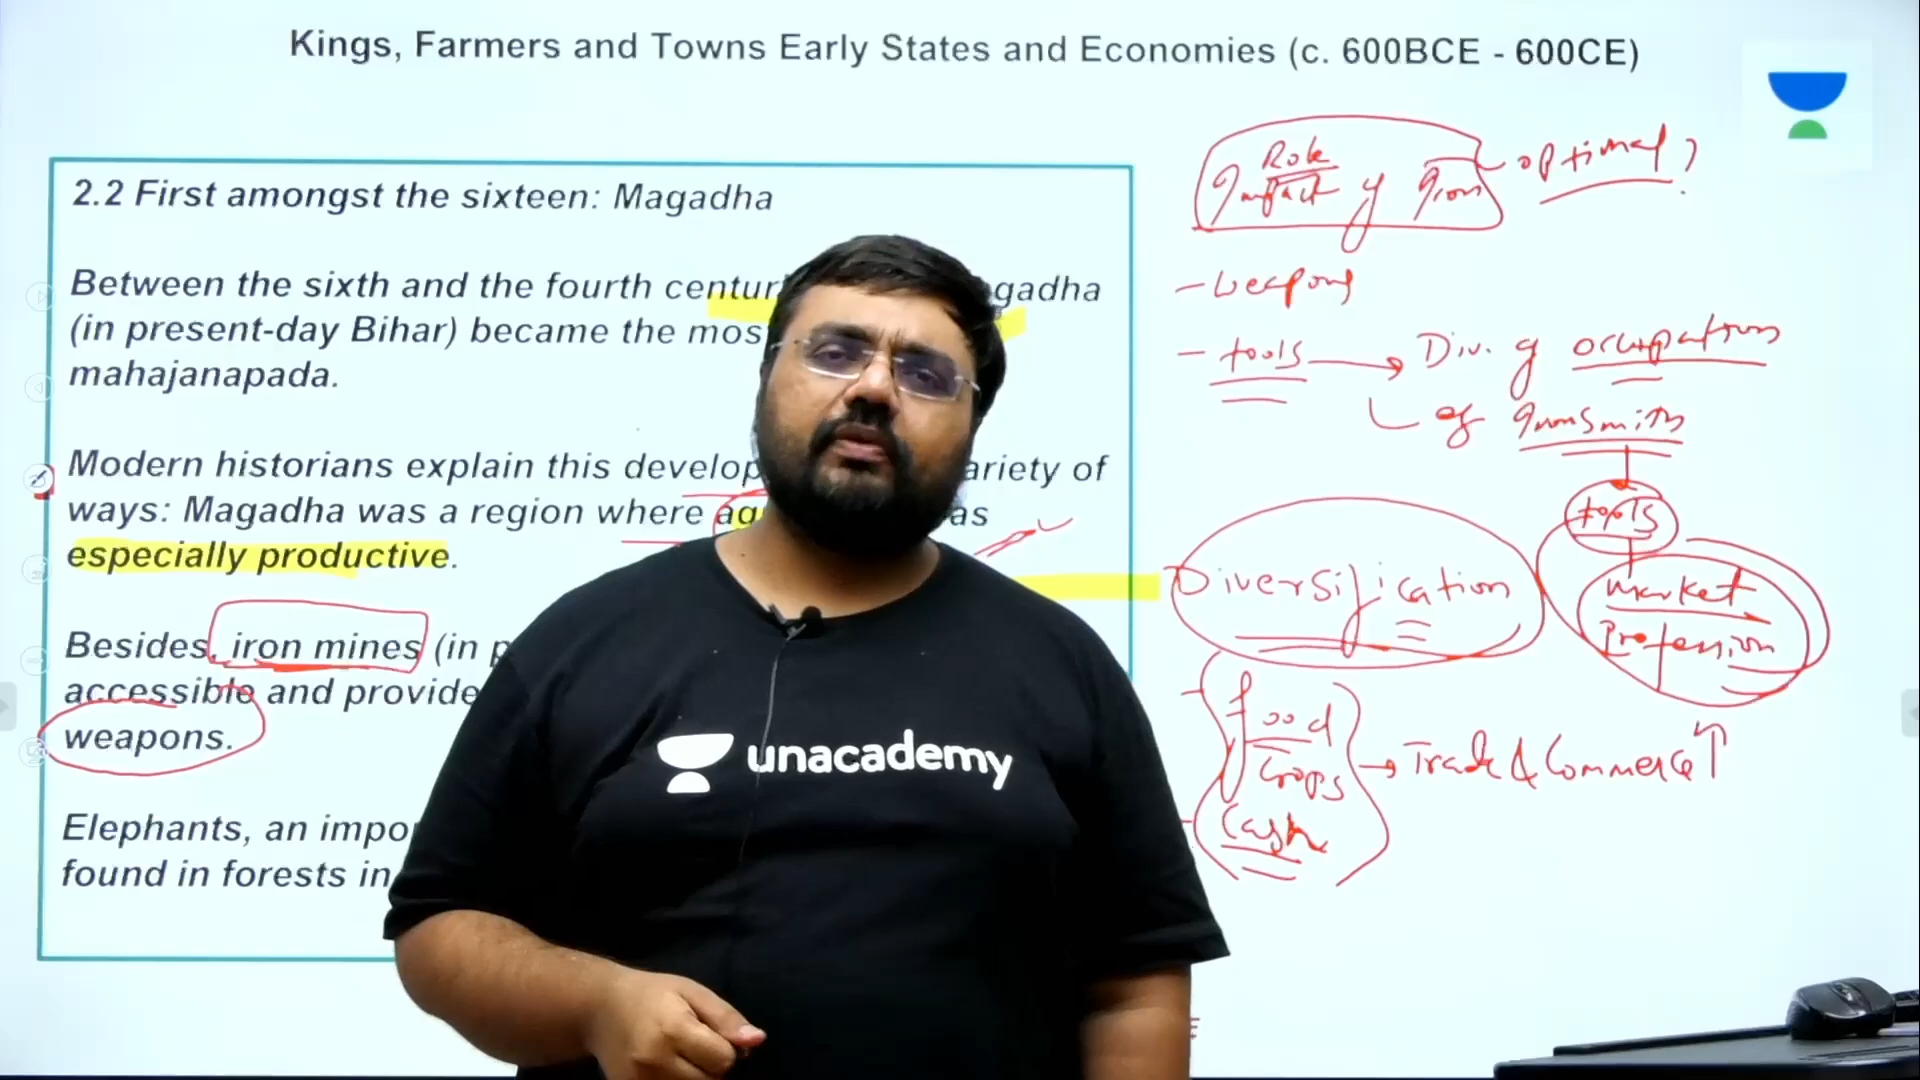 Kings, Farmers and Towns Early States and Economies (c. 600BCE - 600CE)
2.2 First amongst the sixteen: Magadha
Between the sixth and the fourth centur gadha
(in present-day Bihar) became the mos
mahajanapada.
Modern historians explain this develop ariety of
ways: Magadha was a region where ag as
especially productive.
Besides, iron mines (in p
accessible and provide
weapons.
Elephants, an impo
found in forests in
Role
Impact of Iron optional?
- weapons
- tools → Div. of occupations
of Ironsmith
tools
market
Profession
Diversification
food
crops → Trade & Commerce ↑
Cash
unacademy